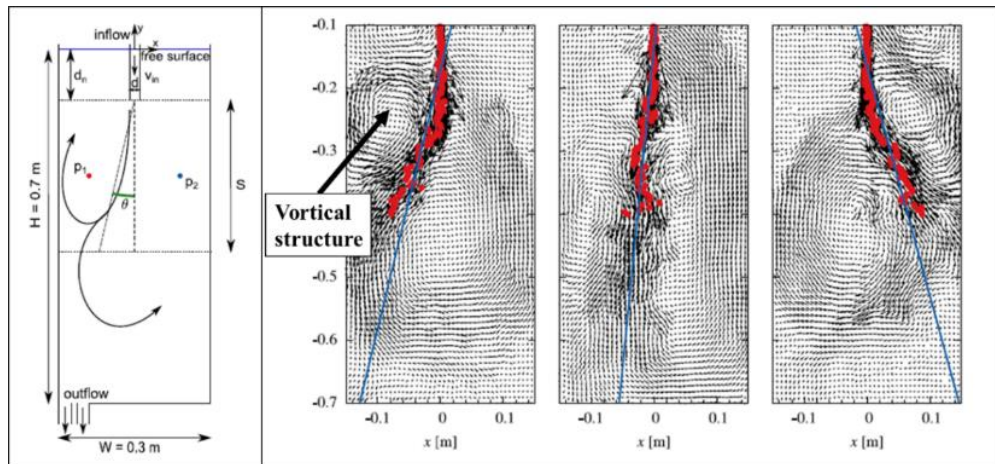 inflow
y
x
free surface
d_n
d
v_in
p₁
p₂
θ
S
H = 0.7 m
outflow
W = 0.3 m
-0.1
-0.2
-0.3
-0.4
-0.5
-0.6
-0.7
Vortical
structure
-0.1 0 0.1
-0.1 0 0.1
-0.1 0 0.1
x [m]
x [m]
x [m]